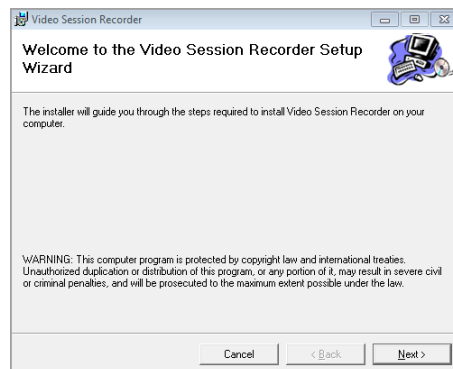 Video Session Recorder
Welcome to the Video Session Recorder Setup
Wizard
The installer will guide you through the steps required to install Video Session Recorder on your
computer.
WARNING: This computer program is protected by copyright law and international treaties.
Unauthorized duplication or distribution of this program, or any portion of it, may result in severe civil
or criminal penalties, and will be prosecuted to the maximum extent possible under the law.
Cancel < Back Next >